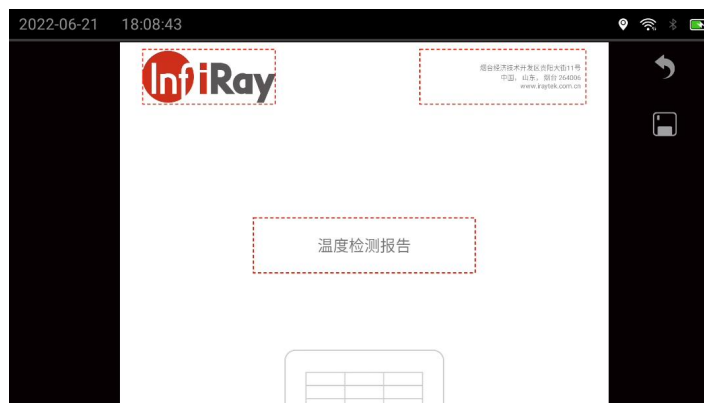 2022-06-21 18:08:43
InfiRay
烟台经济技术开发区贵阳大街11号
中国、山东、烟台 264006
www.iraytek.com.cn
温度检测报告